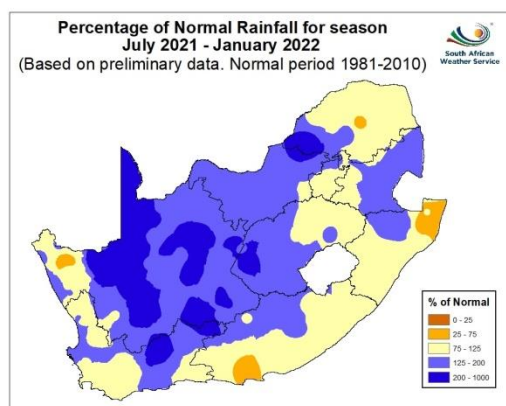 Percentage of Normal Rainfall for season
July 2021 - January 2022
(Based on preliminary data. Normal period 1981-2010)
South African
Weather Service
% of Normal
0 - 25
25 - 75
75 - 125
125 - 200
200 - 1000